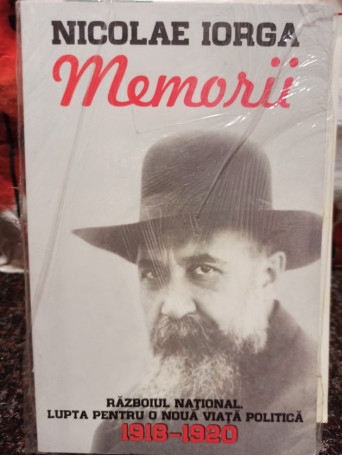 NICOLAE IORGA
Memorii
RĂZBOIUL NAȚIONAL.
LUPTA PENTRU O NOUĂ VIAȚĂ POLITICĂ
1918-1920